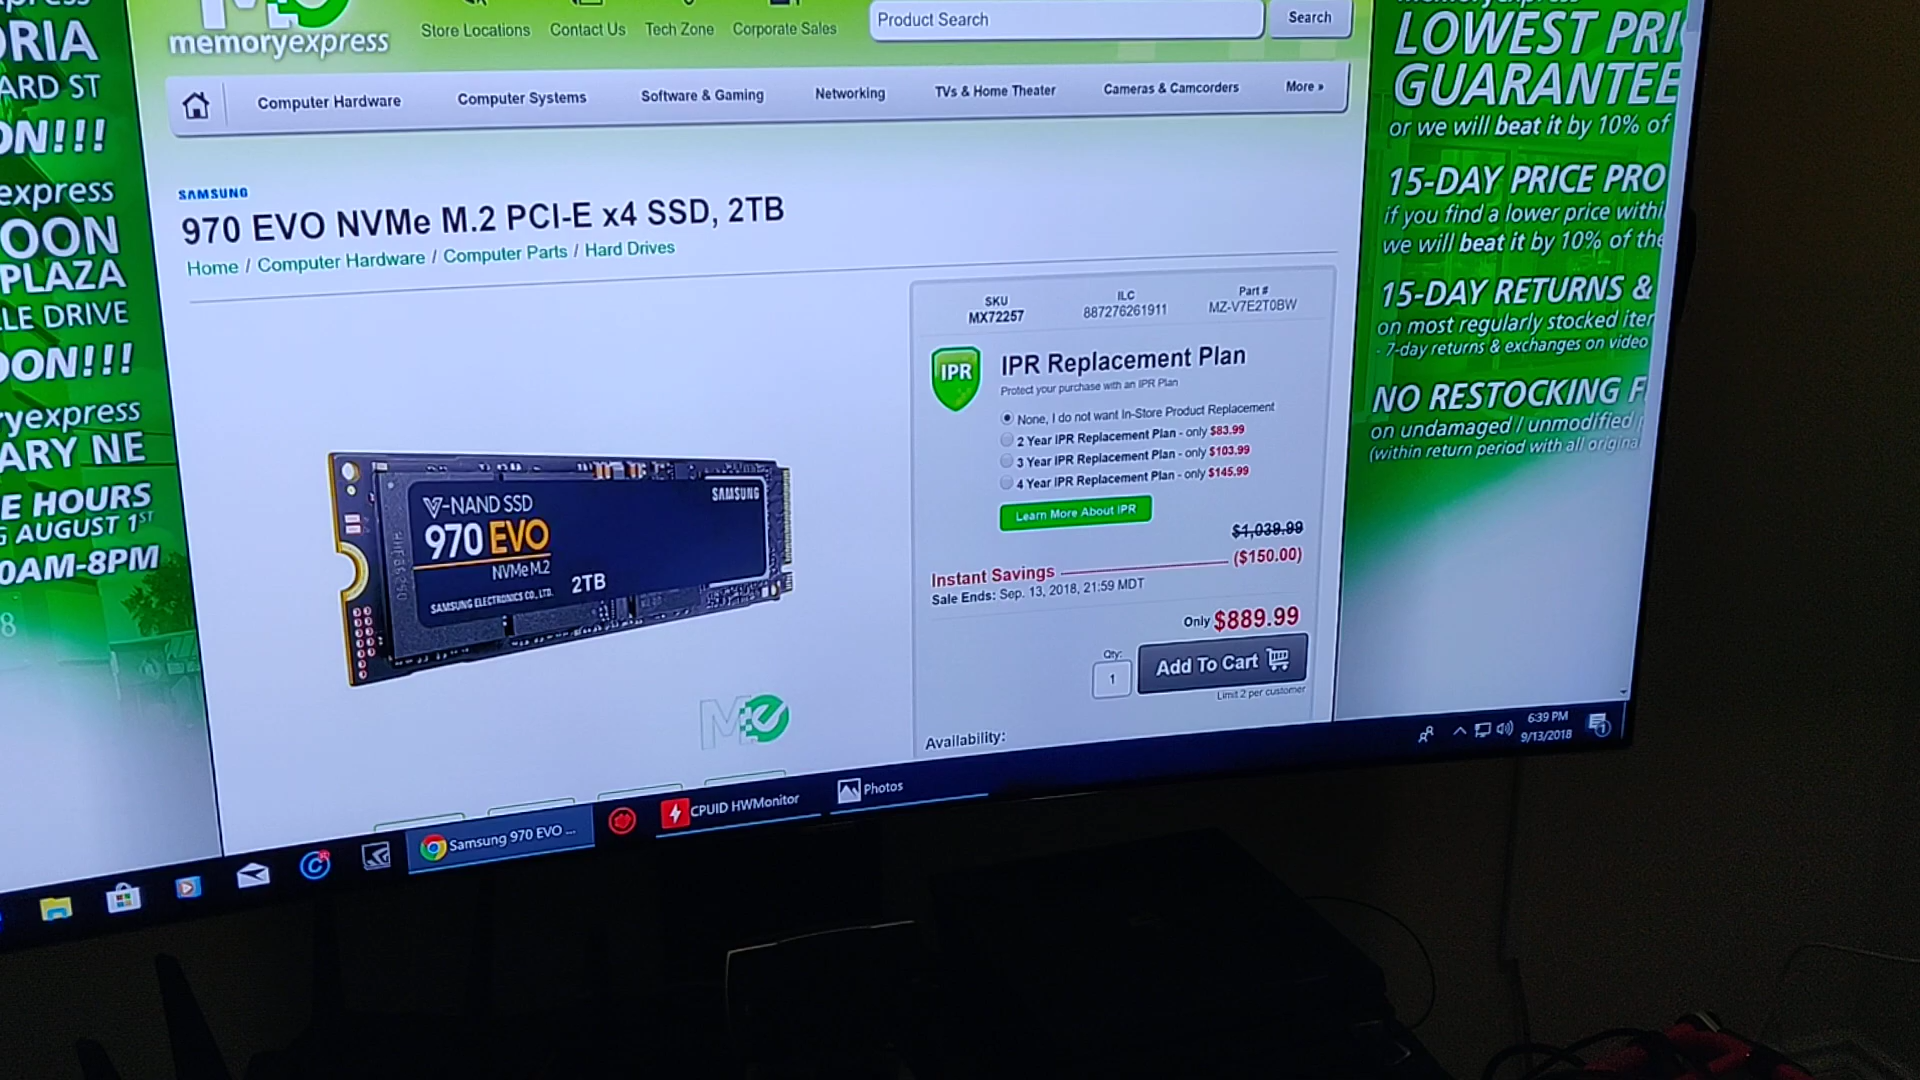 RIA
ARD ST
ON!!!
express
OON
PLAZA
LE DRIVE
OON!!!
ryexpress
ARY NE
E HOURS
G AUGUST 1ST
0AM-8PM
8
memoryexpress
Store Locations
Contact Us
Tech Zone
Corporate Sales
Product Search
Search
Computer Hardware
Computer Systems
Software & Gaming
Networking
TVs & Home Theater
Cameras & Camcorders
More »
SAMSUNG
970 EVO NVMe M.2 PCI-E x4 SSD, 2TB
Home / Computer Hardware / Computer Parts / Hard Drives
V-NAND SSD
SAMSUNG
970 EVO
NVMe M.2
2TB
SAMSUNG ELECTRONICS CO., LTD.
ME
SKU
MX72257
ILC
887276261911
Part #
MZ-V7E2T0BW
IPR
IPR Replacement Plan
Protect your purchase with an IPR Plan
None, I do not want In-Store Product Replacement
2 Year IPR Replacement Plan - only $83.99
3 Year IPR Replacement Plan - only $103.99
4 Year IPR Replacement Plan - only $145.99
Learn More About IPR
$1,039.99
Instant Savings ($150.00)
Sale Ends: Sep. 13, 2018, 21:59 MDT
Only $889.99
Qty:
1
Add To Cart
Limit 2 per customer
Availability:
LOWEST PRI
GUARANTEE
or we will beat it by 10% of
15-DAY PRICE PRO
if you find a lower price withi
we will beat it by 10% of the
15-DAY RETURNS &
on most regularly stocked iter
- 7-day returns & exchanges on video
NO RESTOCKING F
on undamaged / unmodified
(within return period with all original
Samsung 970 EVO ...
CPUID HWMonitor
Photos
6:39 PM
9/13/2018
1